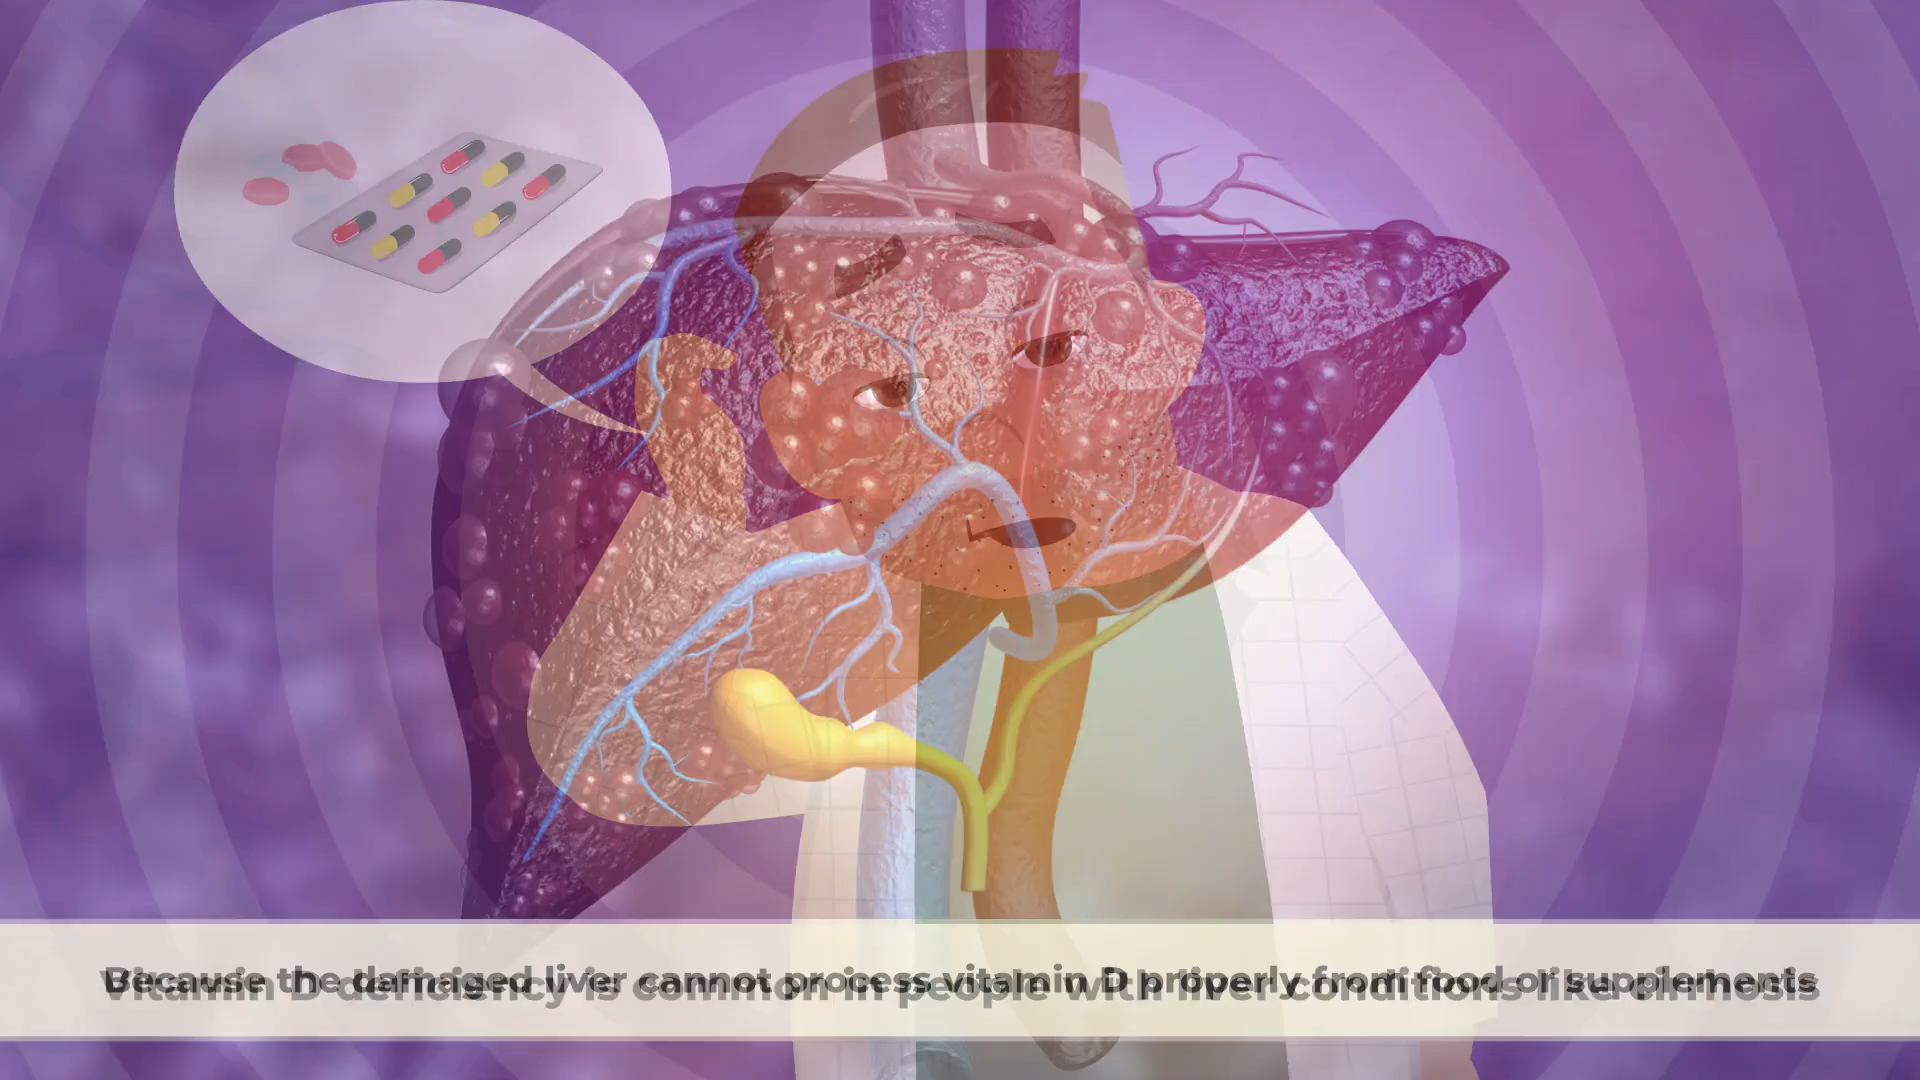 Because the damaged liver cannot process vitamin D properly from food or supplements
Vitamin D deficiency is common in people with liver conditions like cirrhosis